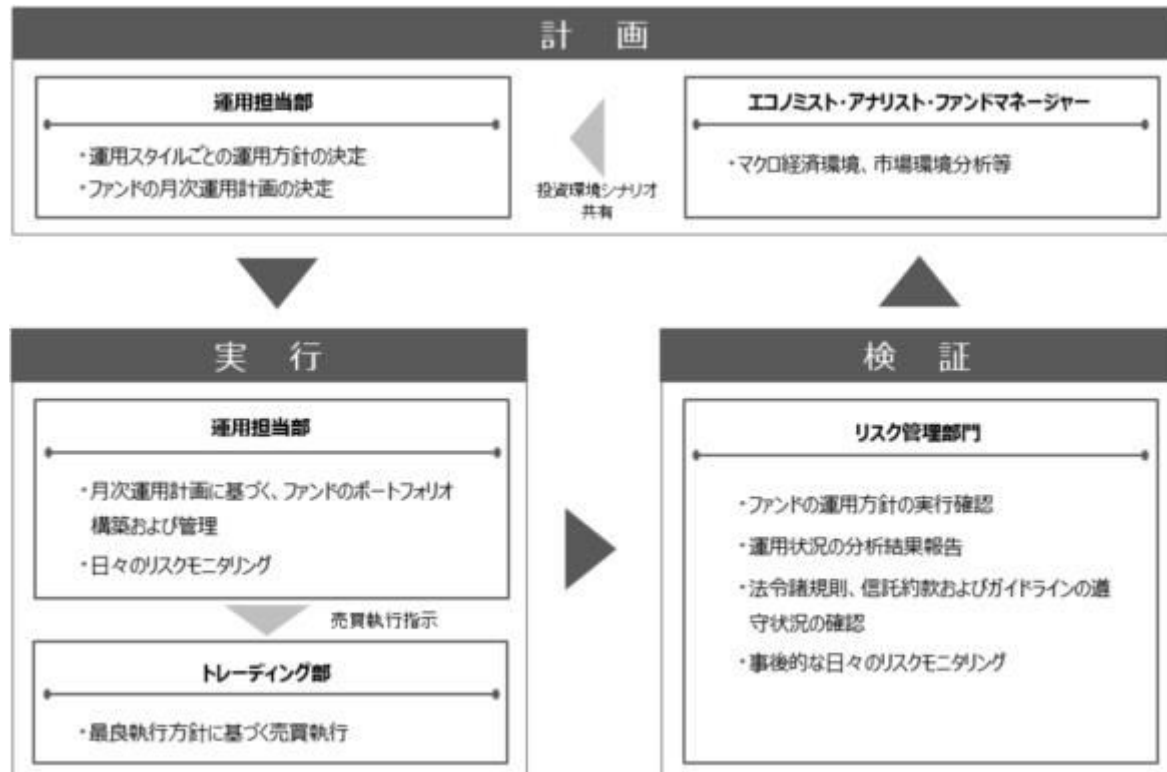 計 画
運用担当部
・運用スタイルごとの運用方針の決定
・ファンドの月次運用計画の決定
投資環境シナリオ
共有
エコノミスト・アナリスト・ファンドマネージャー
・マクロ経済環境、市場環境分析等
実 行
運用担当部
・月次運用計画に基づく、ファンドのポートフォリオ
構築および管理
・日々のリスクモニタリング
売買執行指示
トレーディング部
・最良執行方針に基づく売買執行
検 証
リスク管理部門
・ファンドの運用方針の実行確認
・運用状況の分析結果報告
・法令諸規則、信託約款およびガイドラインの遵
守状況の確認
・事後的な日々のリスクモニタリング